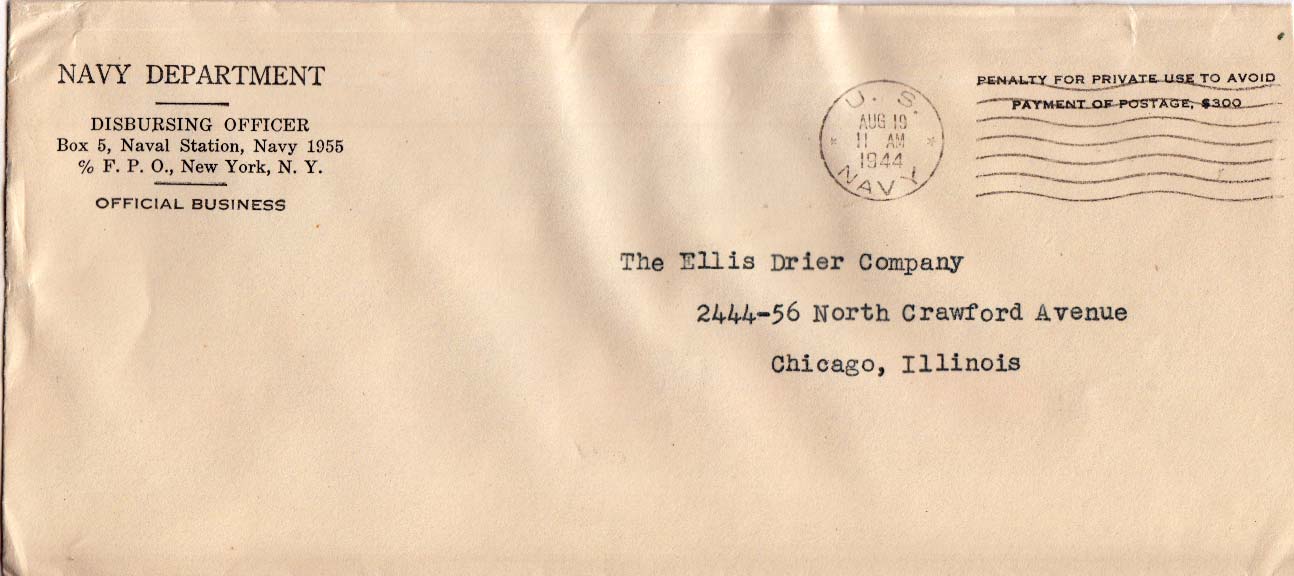 NAVY DEPARTMENT
DISBURSING OFFICER
Box 5, Naval Station, Navy 1955
℅ F. P. O., New York, N. Y.
OFFICIAL BUSINESS
U. S.
AUG 19
11 AM
1944
NAVY
PENALTY FOR PRIVATE USE TO AVOID
PAYMENT OF POSTAGE, $300
The Ellis Drier Company
2444-56 North Crawford Avenue
Chicago, Illinois